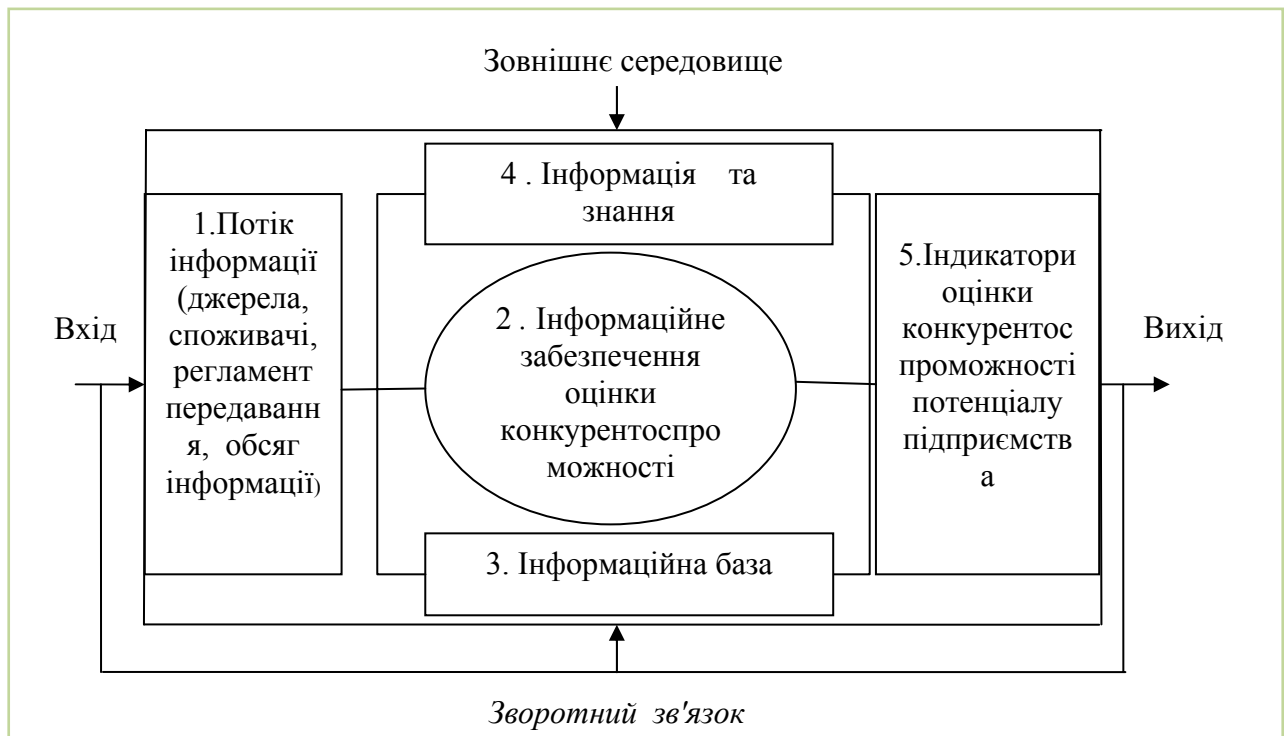 Зовнішнє середовище
4 . Інформація та
знання
1.Потік
інформації
(джерела,
споживачі,
регламент
передаванн
я, обсяг
інформації)
Вхід
2 . Інформаційне
забезпечення
оцінки
конкурентоспро
можності
5.Індикатори
оцінки
конкурентос
проможності
потенціалу
підприємств
а
Вихід
3. Інформаційна база
Зворотний зв'язок